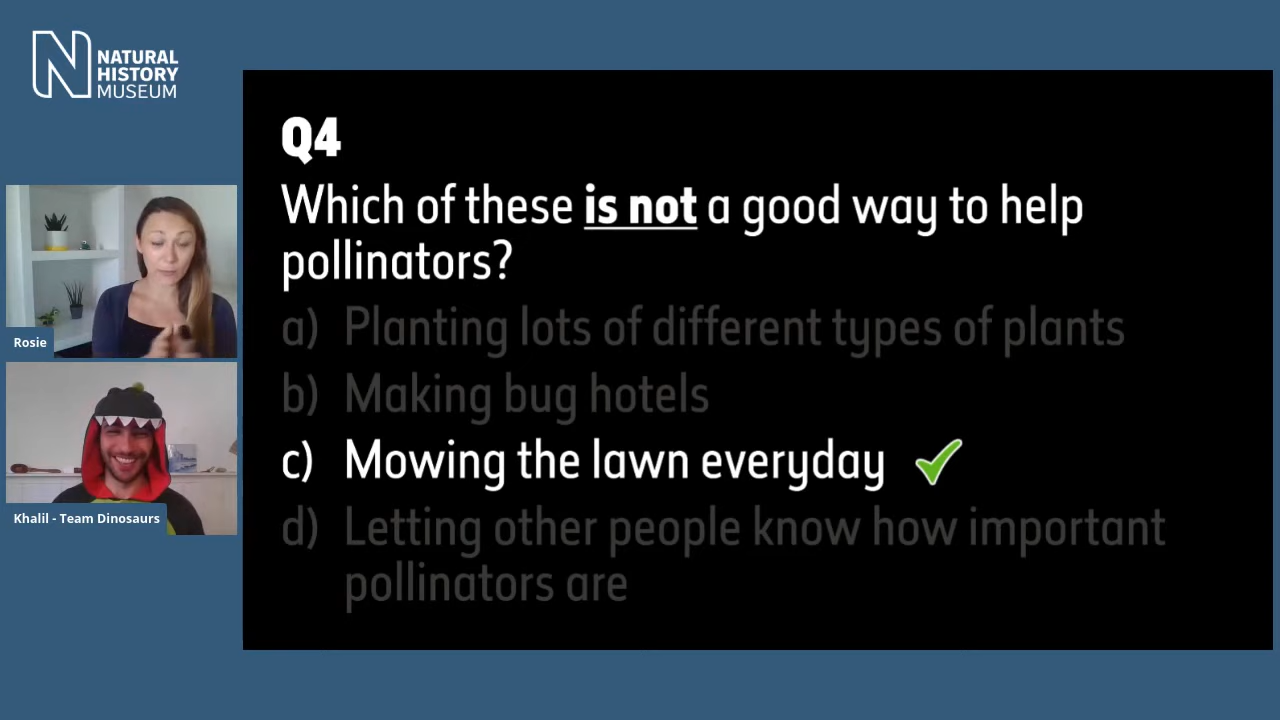 NATURAL
HISTORY
MUSEUM
Rosie
Khalil - Team Dinosaurs
Q4
Which of these is not a good way to help
pollinators?
a) Planting lots of different types of plants
b) Making bug hotels
c) Mowing the lawn everyday
d) Letting other people know how important
pollinators are